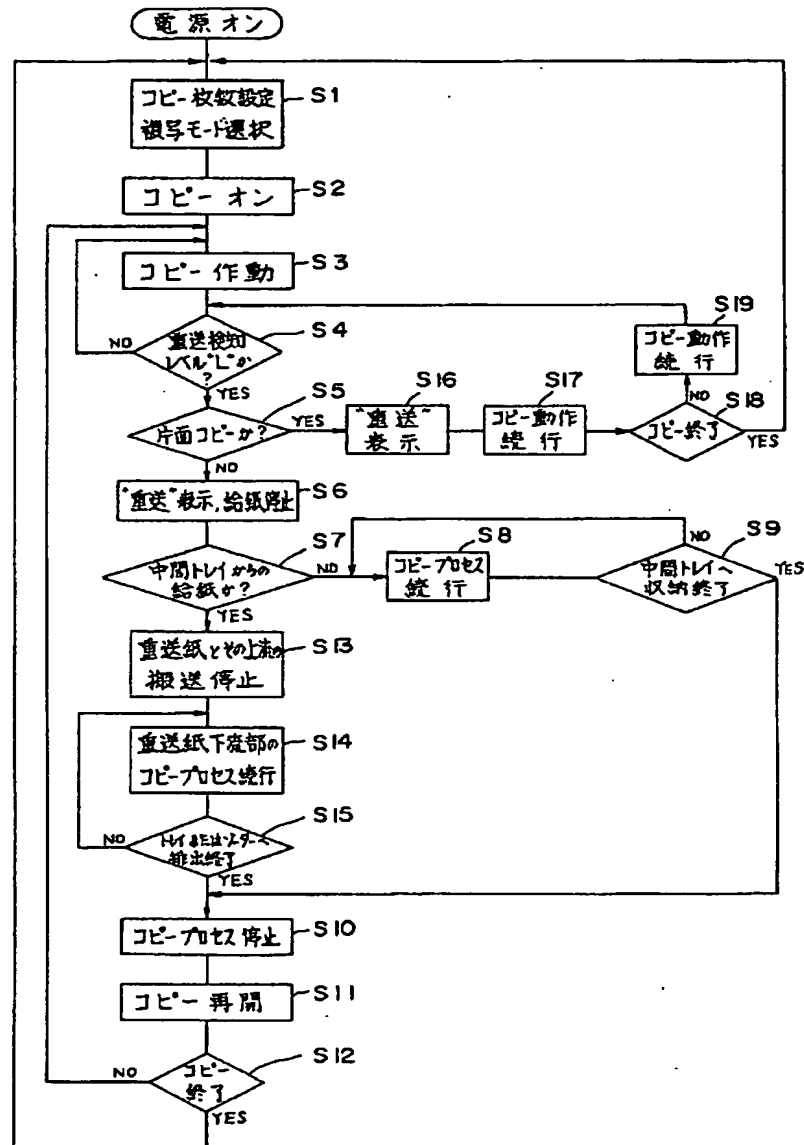 電源オン
コピー枚数設定
複写モード選択
S1
コピーオン
S2
コピー作動
S3
重送検知
レベル"L"か
?
S4
NO
YES
片面コピーか?
S5
YES
NO
"重送"
表示
S16
コピー動作
続行
S17
コピー終了
S18
NO
YES
コピー動作
続行
S19
"重送"表示,給紙停止
S6
中間トレイからの
給紙か?
S7
NO
YES
コピープロセス
続行
S8
中間トレイへ
収納終了
S9
NO
YES
重送紙とその上流の
搬送停止
S13
重送紙下流部の
コピープロセス続行
S14
トレイまたはソーターへ
排出終了
S15
NO
YES
コピープロセス停止
S10
コピー再開
S11
コピー
終了
S12
NO
YES